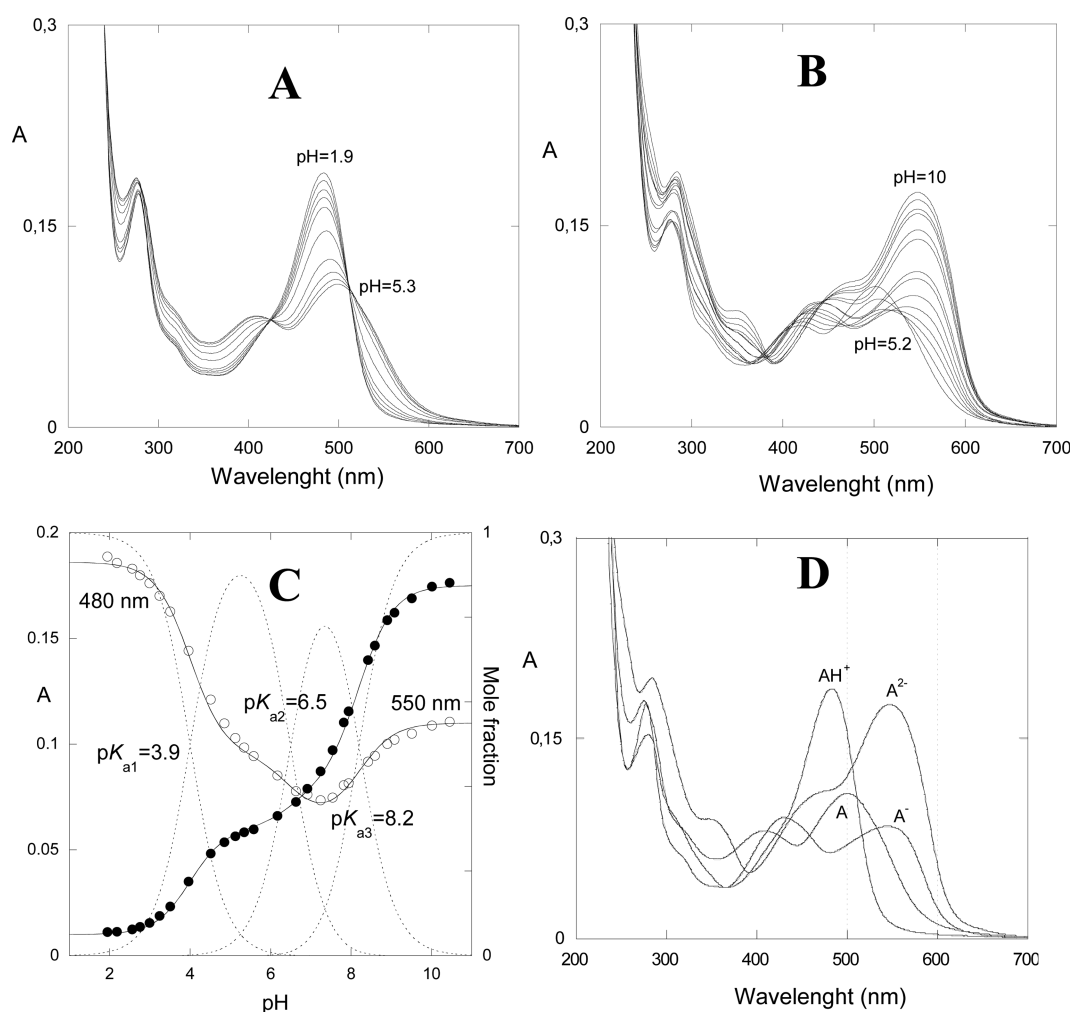 A
0,3
0,15
0
A
pH=1.9
pH=5.3
200 300 400 500 600 700
Wavelenght (nm)
B
0,3
0,15
0
A
pH=10
pH=5.2
200 300 400 500 600 700
Wavelenght (nm)
C
0.2
0.15
0.1
0.05
0
A
480 nm
550 nm
pKa1=3.9
pKa2=6.5
pKa3=8.2
1
0
Mole fraction
2 4 6 8 10
pH
D
0,3
0,15
0
A
AH+
A2-
A
A-
200 300 400 500 600 700
Wavelenght (nm)